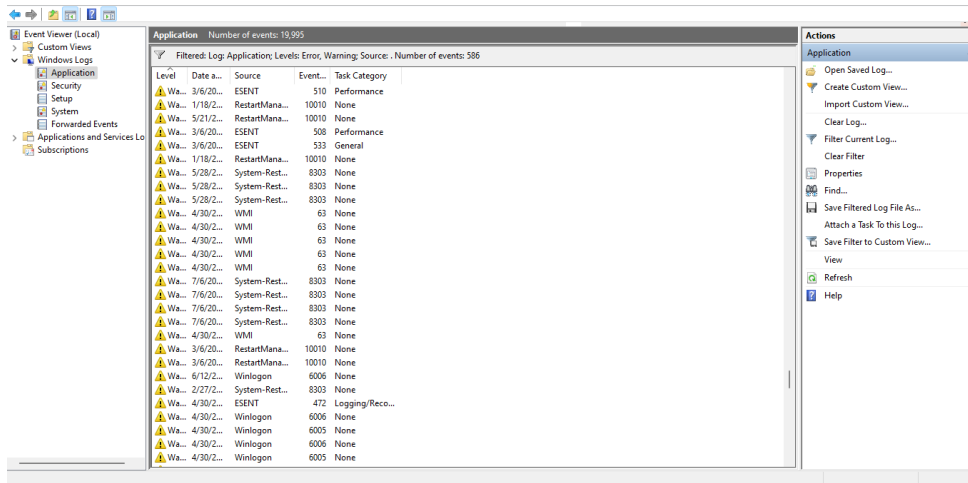 Event Viewer (Local)
Custom Views
Windows Logs
Application
Security
Setup
System
Forwarded Events
Applications and Services Lo
Subscriptions
Application Number of events: 19,995
Filtered: Log: Application; Levels: Error, Warning; Source: . Number of events: 586
Level Date a... Source Event... Task Category
Wa... 3/6/20... ESENT 510 Performance
Wa... 1/18/2... RestartMana... 10010 None
Wa... 5/21/2... RestartMana... 10010 None
Wa... 3/6/20... ESENT 508 Performance
Wa... 3/6/20... ESENT 533 General
Wa... 1/18/2... RestartMana... 10010 None
Wa... 5/28/2... System-Rest... 8303 None
Wa... 5/28/2... System-Rest... 8303 None
Wa... 5/28/2... System-Rest... 8303 None
Wa... 4/30/2... WMI 63 None
Wa... 4/30/2... WMI 63 None
Wa... 4/30/2... WMI 63 None
Wa... 4/30/2... WMI 63 None
Wa... 4/30/2... WMI 63 None
Wa... 7/6/20... System-Rest... 8303 None
Wa... 7/6/20... System-Rest... 8303 None
Wa... 7/6/20... System-Rest... 8303 None
Wa... 7/6/20... System-Rest... 8303 None
Wa... 4/30/2... WMI 63 None
Wa... 3/6/20... RestartMana... 10010 None
Wa... 3/6/20... RestartMana... 10010 None
Wa... 6/12/2... Winlogon 6006 None
Wa... 2/27/2... System-Rest... 8303 None
Wa... 4/30/2... ESENT 472 Logging/Reco...
Wa... 4/30/2... Winlogon 6006 None
Wa... 4/30/2... Winlogon 6005 None
Wa... 4/30/2... Winlogon 6006 None
Wa... 4/30/2... Winlogon 6005 None
Actions
Application
Open Saved Log...
Create Custom View...
Import Custom View...
Clear Log...
Filter Current Log...
Clear Filter
Properties
Find...
Save Filtered Log File As...
Attach a Task To this Log...
Save Filter to Custom View...
View
Refresh
Help